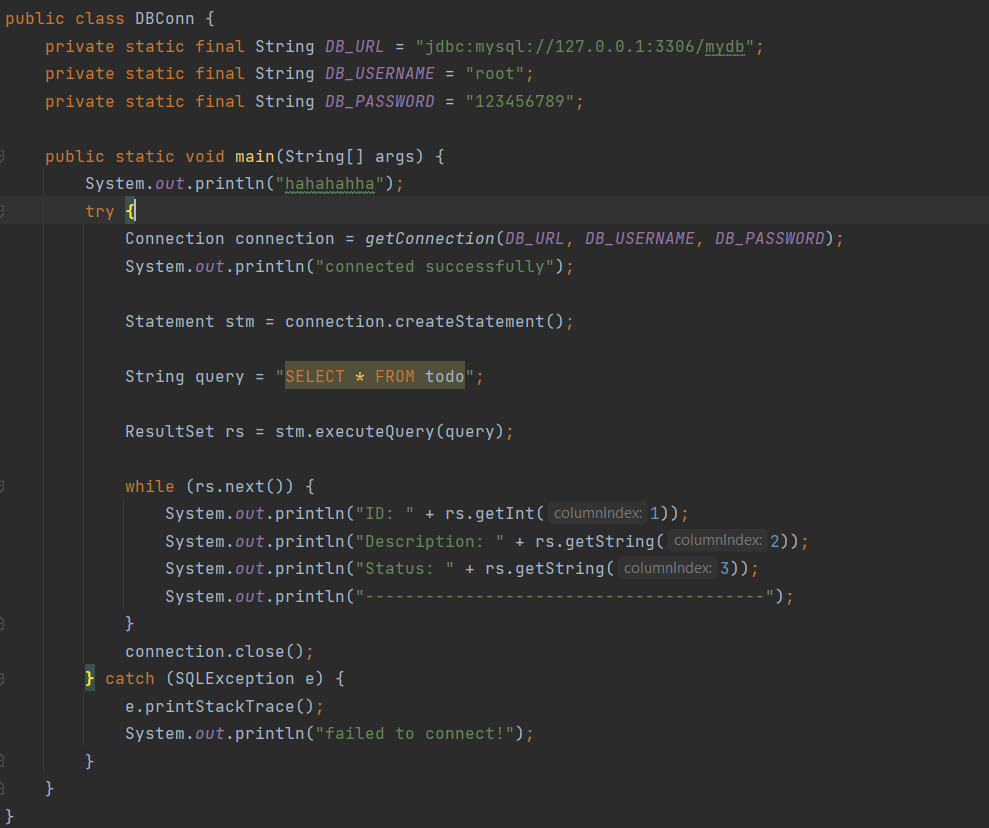 public class DBConn {
private static final String DB_URL = "jdbc:mysql://127.0.0.1:3306/mydb";
private static final String DB_USERNAME = "root";
private static final String DB_PASSWORD = "123456789";
public static void main(String[] args) {
System.out.println("hahahahha");
try {
Connection connection = getConnection(DB_URL, DB_USERNAME, DB_PASSWORD);
System.out.println("connected successfully");
Statement stm = connection.createStatement();
String query = "SELECT * FROM todo";
ResultSet rs = stm.executeQuery(query);
while (rs.next()) {
System.out.println("ID: " + rs.getInt( columnIndex: 1));
System.out.println("Description: " + rs.getString( columnIndex: 2));
System.out.println("Status: " + rs.getString( columnIndex: 3));
System.out.println("----------------------------------------");
}
connection.close();
} catch (SQLException e) {
e.printStackTrace();
System.out.println("failed to connect!");
}
}
}